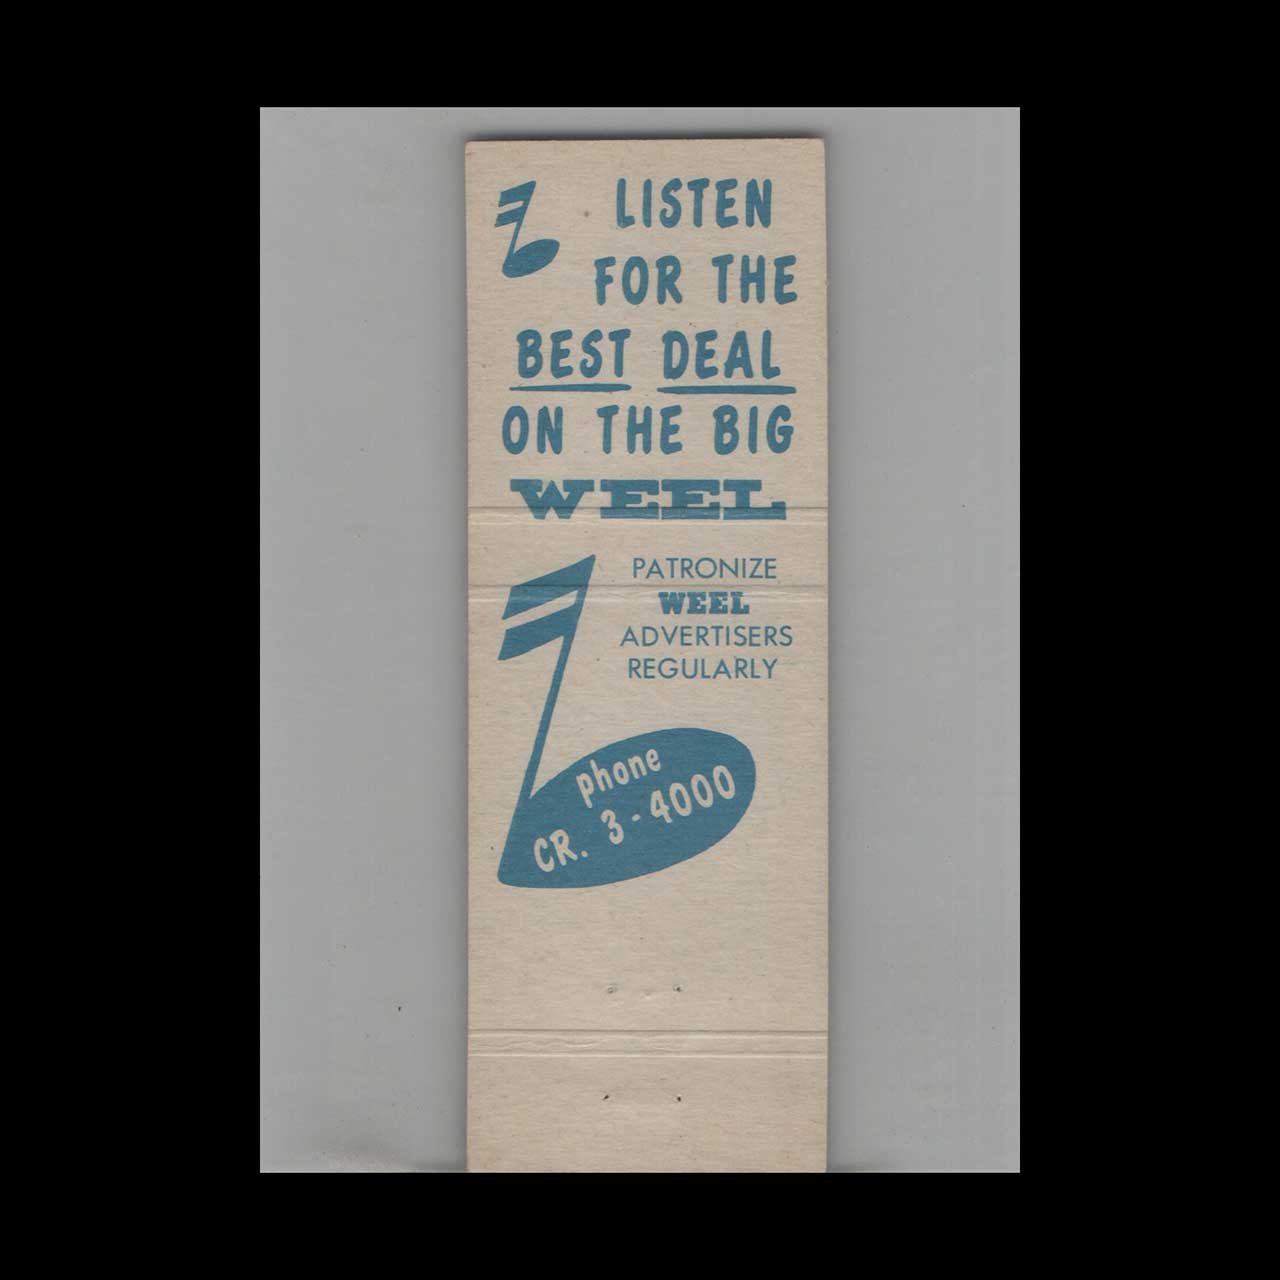 LISTEN
FOR THE
BEST DEAL
ON THE BIG
WEEL
PATRONIZE
WEEL
ADVERTISERS
REGULARLY
phone
CR. 3-4000